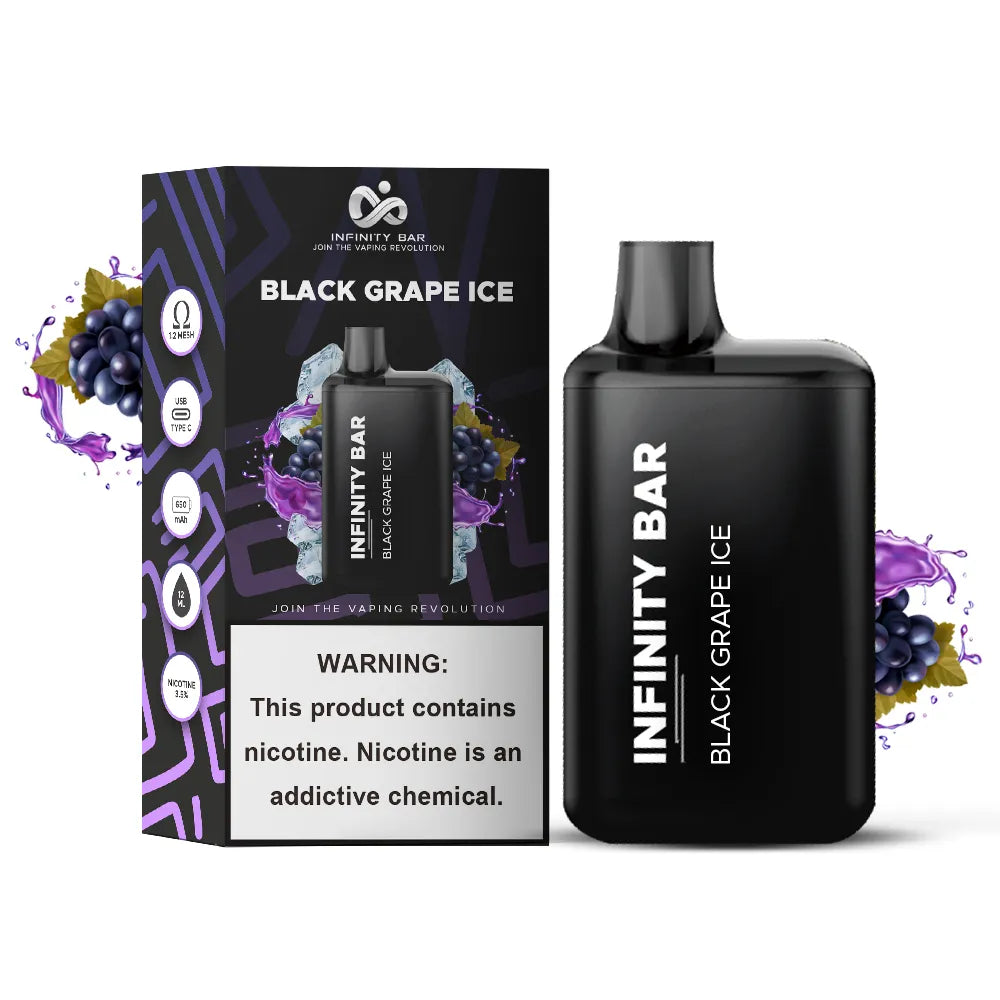 INFINITY BAR
JOIN THE VAPING REVOLUTION
BLACK GRAPE ICE
INFINITY BAR
BLACK GRAPE ICE
JOIN THE VAPING REVOLUTION
WARNING:
This product contains
nicotine. Nicotine is an
addictive chemical.
Ω
1.2 MESH
USB
TYPE C
650
mAh
12
ML
NICOTINE
3.5%
INFINITY BAR
BLACK GRAPE ICE